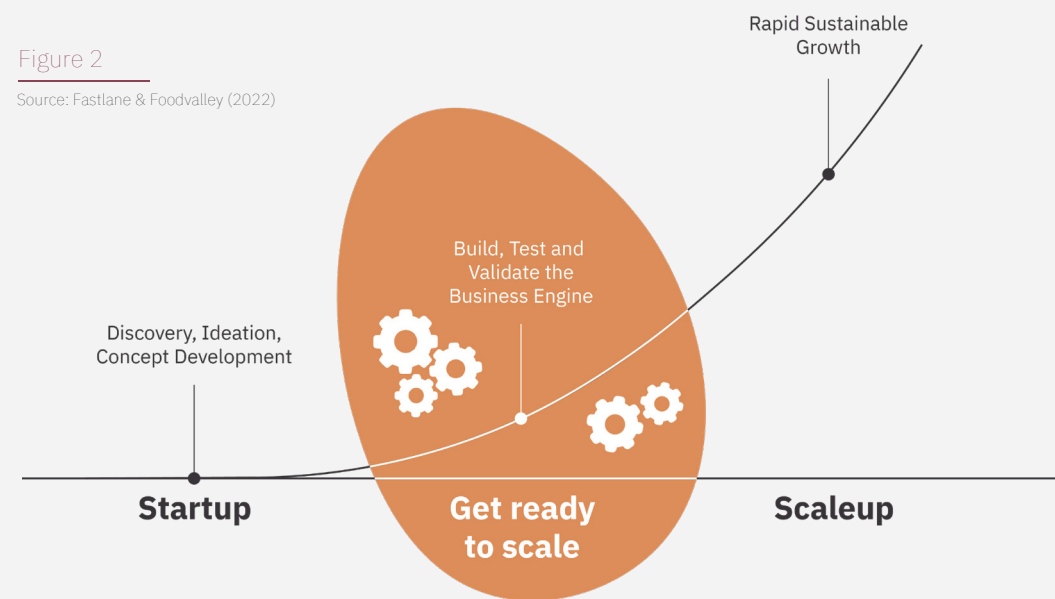 Figure 2
Source: Fastlane & Foodvalley (2022)
Rapid Sustainable
Growth
Build, Test and
Validate the
Business Engine
Discovery, Ideation,
Concept Development
Startup
Get ready
to scale
Scaleup